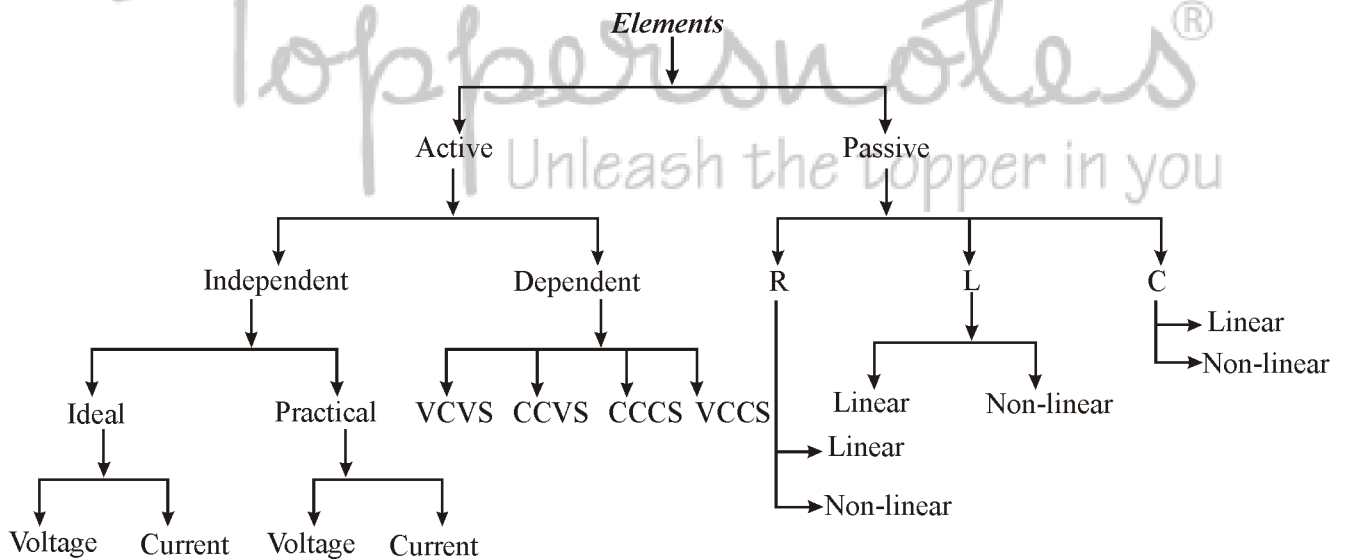 Toppersnotes®
Elements
Unleash the topper in you
Active
Passive
Independent
Dependent
R
L
C
Linear
Non-linear
Ideal
Practical
VCVS CCVS CCCS VCCS
Linear
Non-linear
Linear
Non-linear
Voltage
Current
Voltage
Current